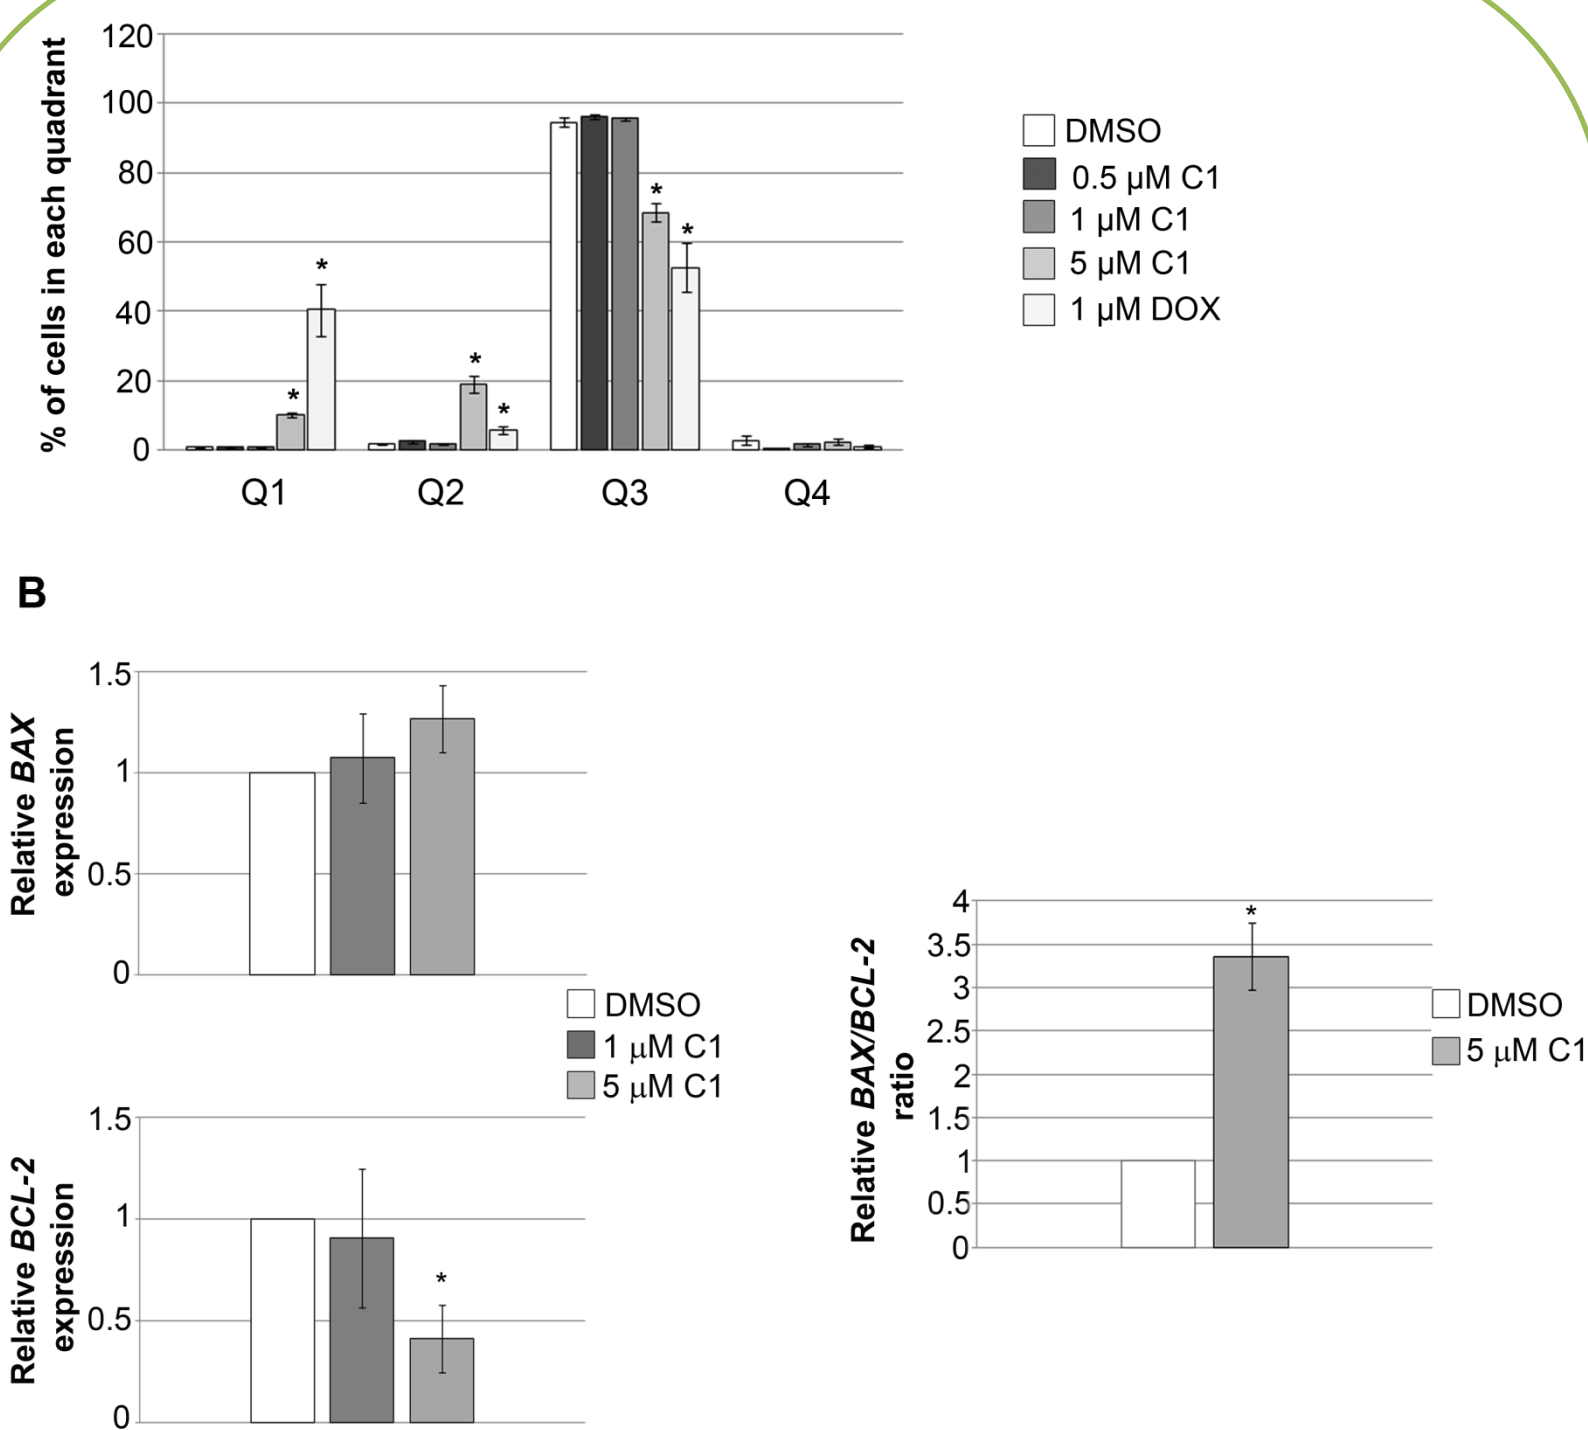 % of cells in each quadrant
120
100
80
60
40
20
0
*
*
*
*
*
*
Q1
Q2
Q3
Q4
DMSO
0.5 µM C1
1 µM C1
5 µM C1
1 µM DOX
B
Relative BAX
expression
1.5
1
0.5
0
DMSO
1 µM C1
5 µM C1
Relative BCL-2
expression
1.5
1
0.5
0
*
Relative BAX/BCL-2
ratio
4
3.5
3
2.5
2
1.5
1
0.5
0
*
DMSO
5 µM C1